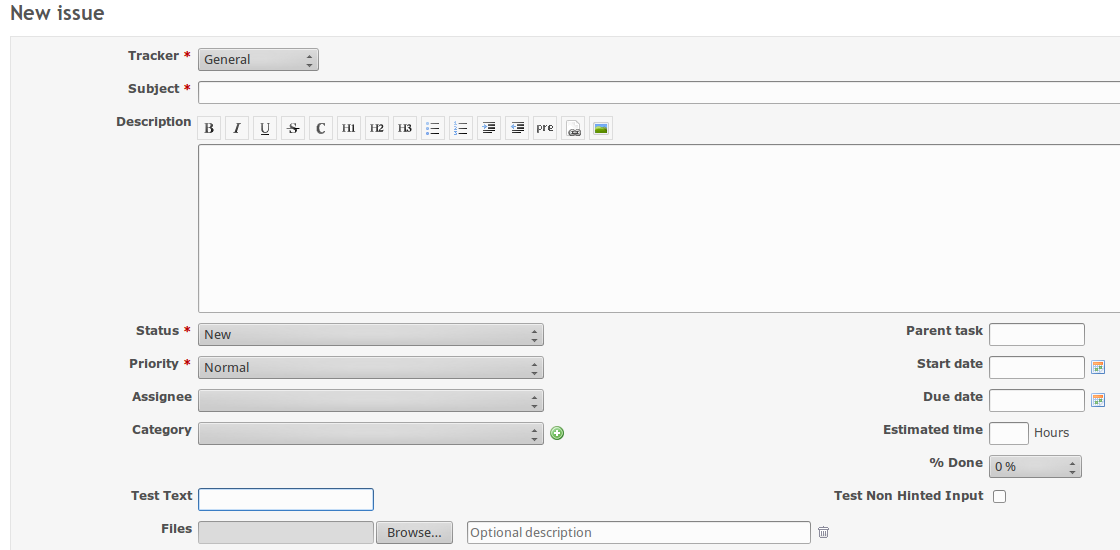 New issue
Tracker * General
Subject *
Description B I U S C H1 H2 H3 pre
Status * New
Parent task
Priority * Normal
Start date
Assignee
Due date
Category
Estimated time Hours
% Done 0 %
Test Text
Test Non Hinted Input
Files Browse... Optional description